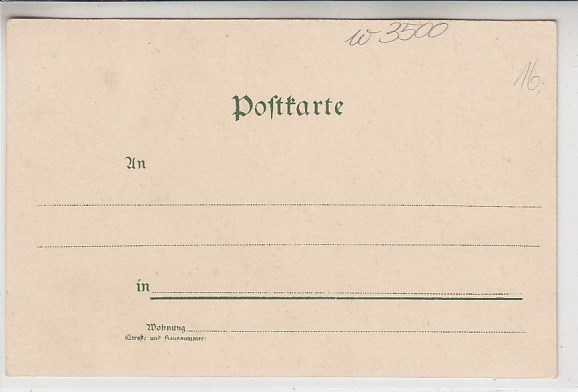 w 3500
16,-
Postkarte
An
in
Wohnung
(Straße und Hausnummer)